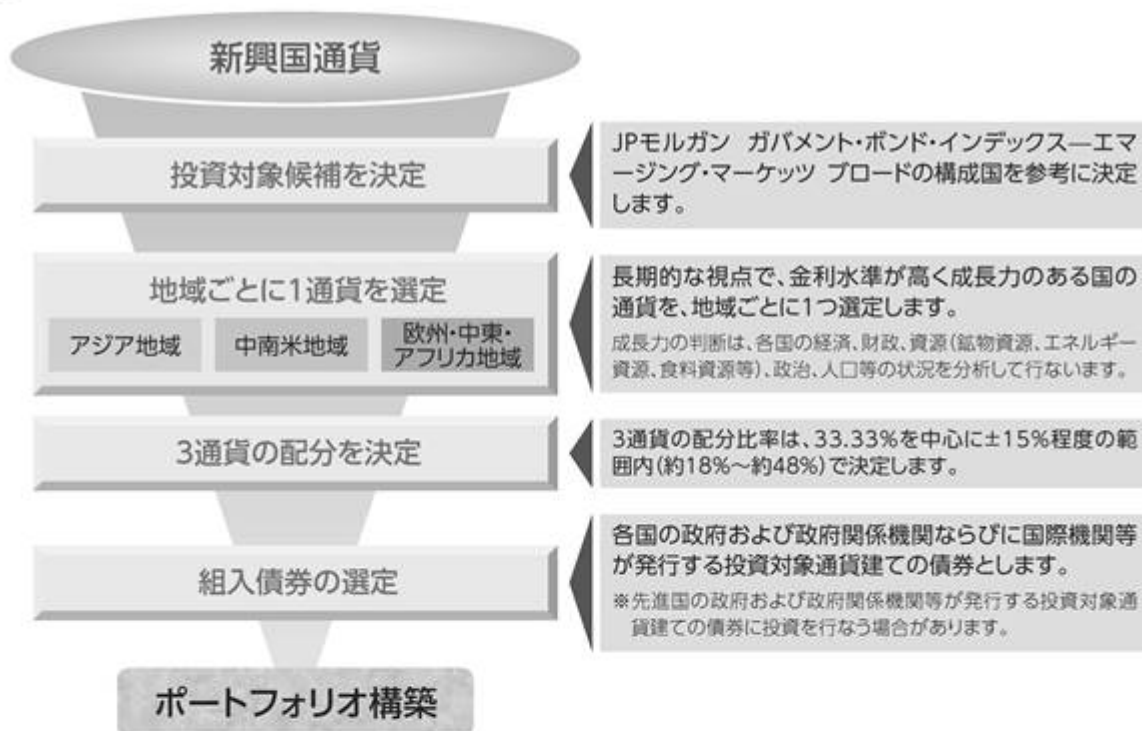 新興国通貨
投資対象候補を決定
JPモルガン ガバメント・ボンド・インデックス―エマ
ージング・マーケッツ ブロードの構成国を参考に決定
します。
地域ごとに1通貨を選定
アジア地域
中南米地域
欧州・中東・
アフリカ地域
長期的な視点で、金利水準が高く成長力のある国の
通貨を、地域ごとに1つ選定します。
成長力の判断は、各国の経済、財政、資源(鉱物資源、エネルギー
資源、食料資源等)、政治、人口等の状況を分析して行ないます。
3通貨の配分を決定
3通貨の配分比率は、33.33%を中心に±15%程度の範
囲内(約18%～約48%)で決定します。
組入債券の選定
各国の政府および政府関係機関ならびに国際機関等
が発行する投資対象通貨建ての債券とします。
※先進国の政府および政府関係機関等が発行する投資対象通
貨建ての債券に投資を行なう場合があります。
ポートフォリオ構築